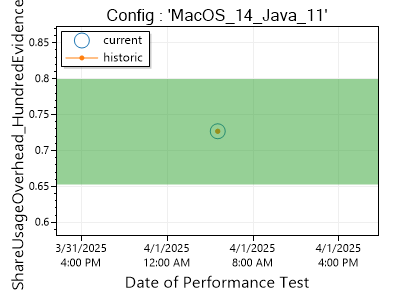 Config : 'MacOS_14_Java_11'
ShareUsageOverhead_HundredEvidence
current
historic
0.85
0.8
0.75
0.7
0.65
0.6
3/31/2025 4/1/2025 4/1/2025 4/1/2025
4:00 PM 12:00 AM 8:00 AM 4:00 PM
Date of Performance Test